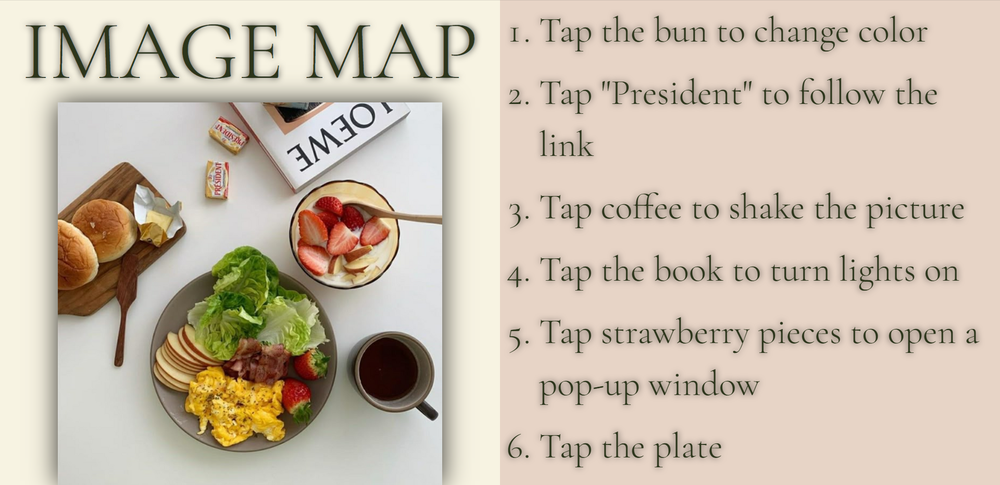 IMAGE MAP
LOEWE
PRÉSIDENT
PRÉSIDENT
1. Tap the bun to change color
2. Tap "President" to follow the
link
3. Tap coffee to shake the picture
4. Tap the book to turn lights on
5. Tap strawberry pieces to open a
pop-up window
6. Tap the plate